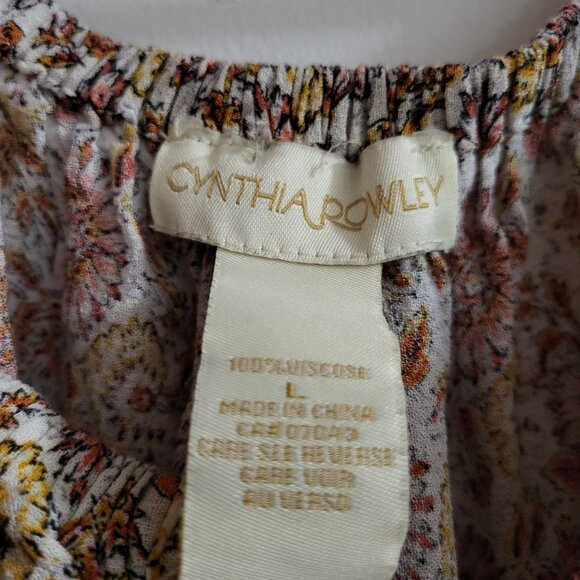 CYNTHIA ROWLEY
100% VISCOSE
L
MADE IN CHINA
CA#07043
CARE SEE REVERSE
CARE VOIR
AU VERSO